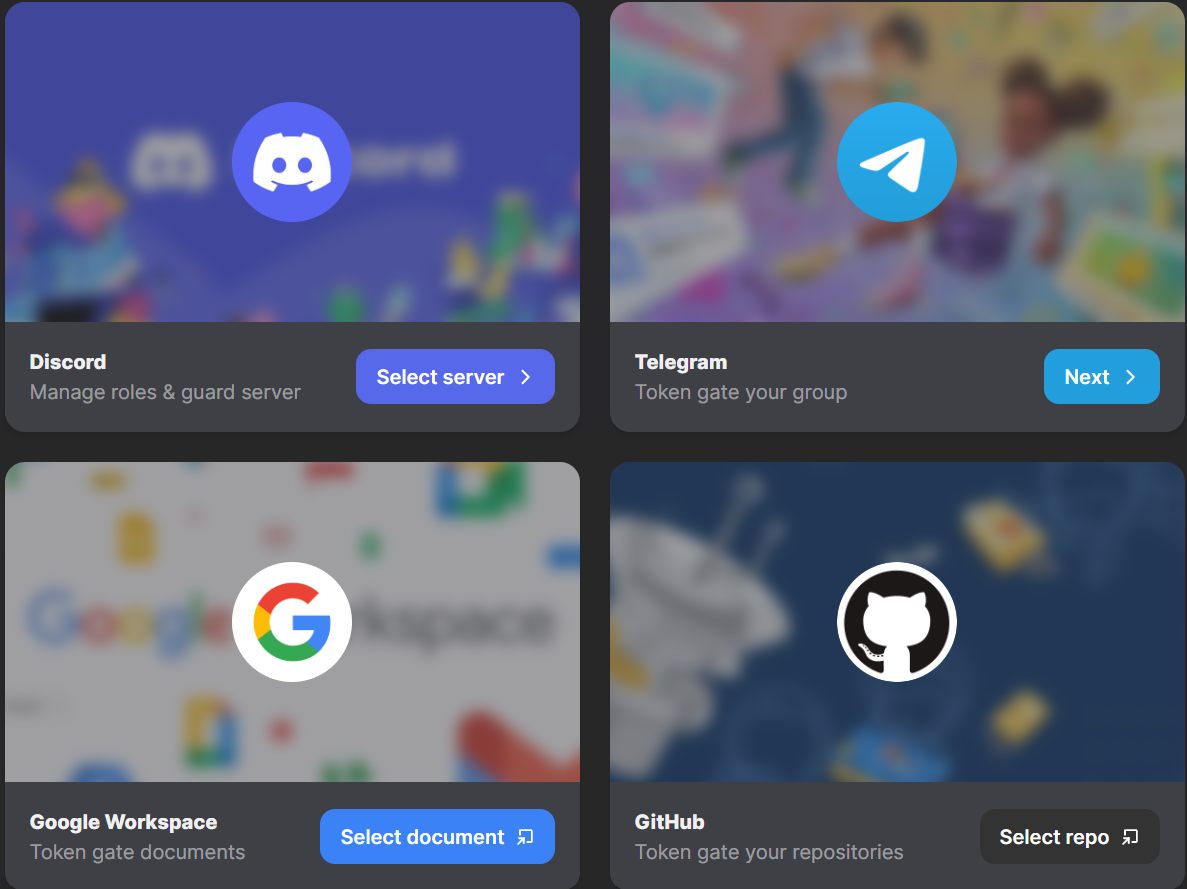 Discord
Manage roles & guard server
Select server
Telegram
Token gate your group
Next
Google
Google Workspace
Token gate documents
Select document
GitHub
Token gate your repositories
Select repo